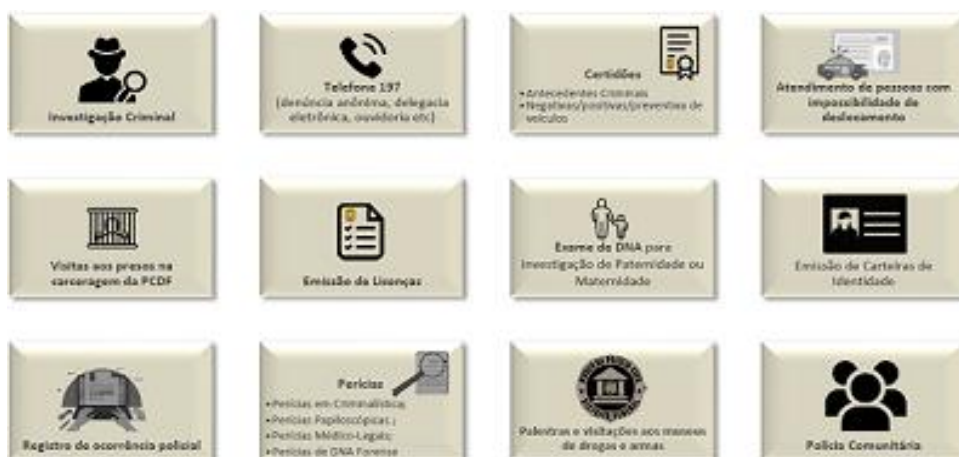 Investigação Criminal
Telefone 197
(denúncia anônima, delegacia
eletrônica, ouvidoria etc)
Certidões
• Antecedentes Criminais
• Negativas/positivas/preventiva de
veículos
Atendimento de pessoas com
impossibilidade de
deslocamento
Visitas aos presos na
carceragem da PCDF
Emissão de Licenças
Exame de DNA para
Investigação de Paternidade ou
Maternidade
Emissão de Carteiras de
Identidade
Registro de ocorrência policial
Perícias
• Perícias em Criminalística;
• Perícias Papiloscópicas;
• Perícias Médico-Legais;
• Perícias de DNA Forense
Palestras e visitações aos museus
de drogas e armas
Polícia Comunitária